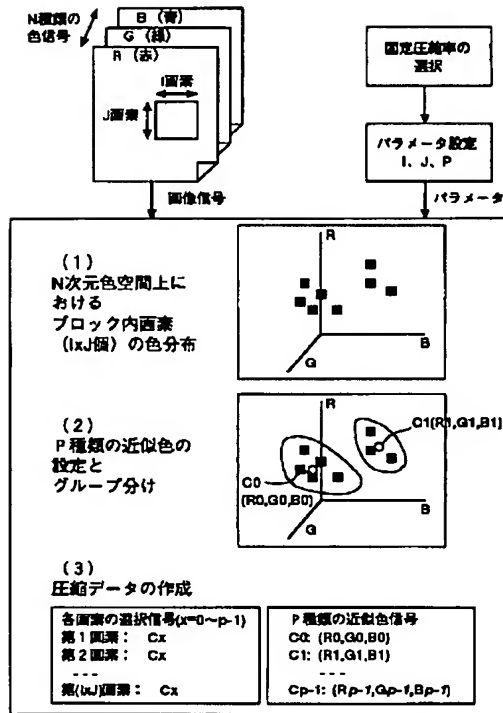 N種類の
色信号
B (青)
G (緑)
R (赤)
I画素
J画素
画像信号
固定圧縮率の
選択
パラメータ設定
I、J、P
パラメータ
(1)
N次元色空間上に
おける
ブロック内画素
(IxJ個)の色分布
R
G
B
(2)
P種類の近似色の
設定と
グループ分け
R
C1(R1,G1,B1)
C0
(R0,G0,B0)
G
B
(3)
圧縮データの作成
各画素の選択信号(x=0~p-1)
第1画素: Cx
第2画素: Cx
---
第(IxJ)画素: Cx
P種類の近似色信号
C0: (R0,G0,B0)
C1: (R1,G1,B1)
---
Cp-1: (Rp-1,Gp-1,Bp-1)